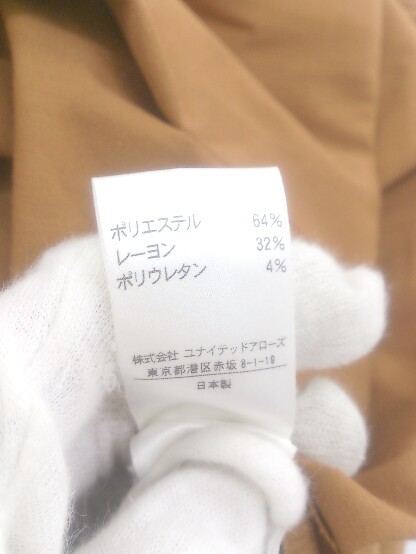 ポリエステル 64%
レーヨン 32%
ポリウレタン 4%
株式会社 ユナイテッドアローズ
東京都港区赤坂 8-1-19
日本製